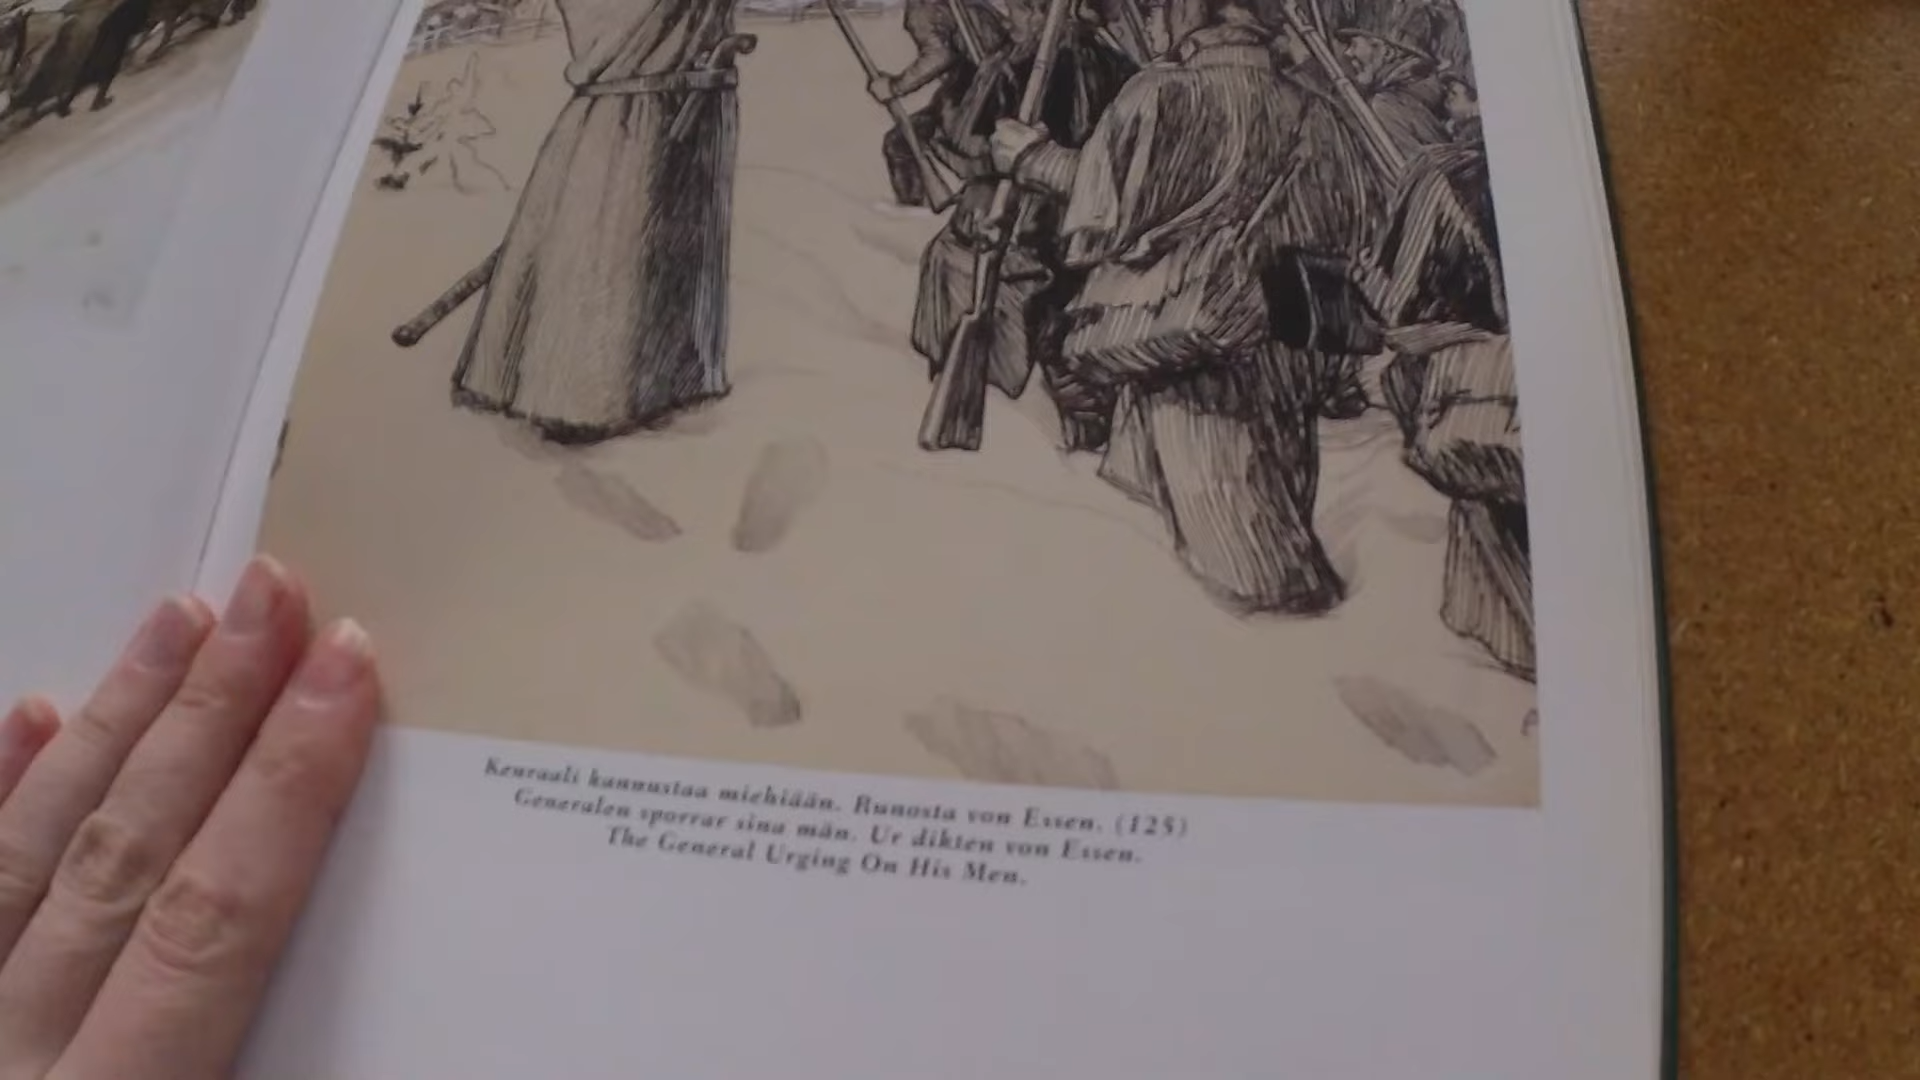 Kenraali kannustaa miehiään. Runosta von Essen. (125)
Generalen sporrar sina män. Ur dikten von Essen.
The General Urging On His Men.